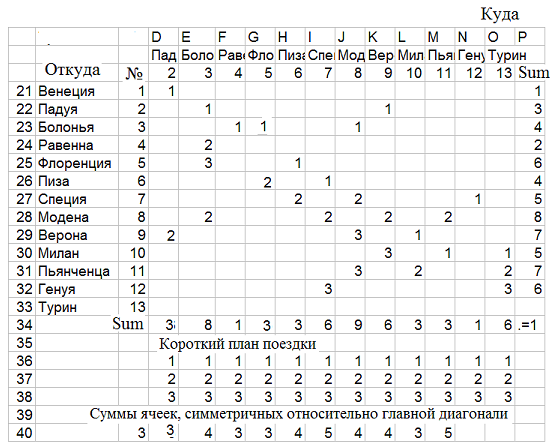 Куда
D E F G H I J K L M N O P
Пад Боло Раве Фло Пиза Спе Мод Вер Мил Пьян Гену Турин
Откуда № 2 3 4 5 6 7 8 9 10 11 12 13 Sum
21 Венеция 1 1 1
22 Падуя 2 1 1 3
23 Болонья 3 1 1 1 4
24 Равенна 4 2 2
25 Флоренция 5 3 1 6
26 Пиза 6 2 1 4
27 Специя 7 2 2 1 5
28 Модена 8 2 2 2 2 8
29 Верона 9 2 3 1 7
30 Милан 10 3 1 1 5
31 Пьянченца 11 3 2 2 7
32 Генуя 12 3 3 6
33 Турин 13
34 Sum 3 8 1 3 3 6 9 6 3 3 1 6 .=1
35 Короткий план поездки
36 1 1 1 1 1 1 1 1 1 1 1 1
37 2 2 2 2 2 2 2 2 2 2 2 2
38 3 3 3 3 3 3 3 3 3 3 3 3
39 Суммы ячеек, симметричных относительно главной диагонали
40 3 3 4 3 3 4 5 4 4 3 5